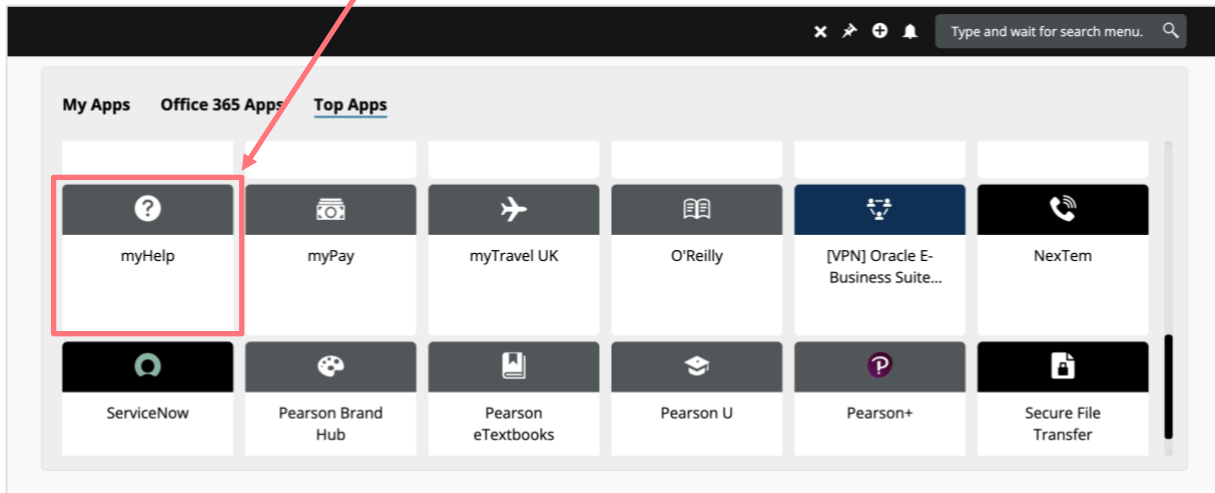 Type and wait for search menu.
My Apps Office 365 Apps Top Apps
myHelp
myPay
myTravel UK
O'Reilly
[VPN] Oracle E-
Business Suite...
NexTem
ServiceNow
Pearson Brand
Hub
Pearson
eTextbooks
Pearson U
Pearson+
Secure File
Transfer